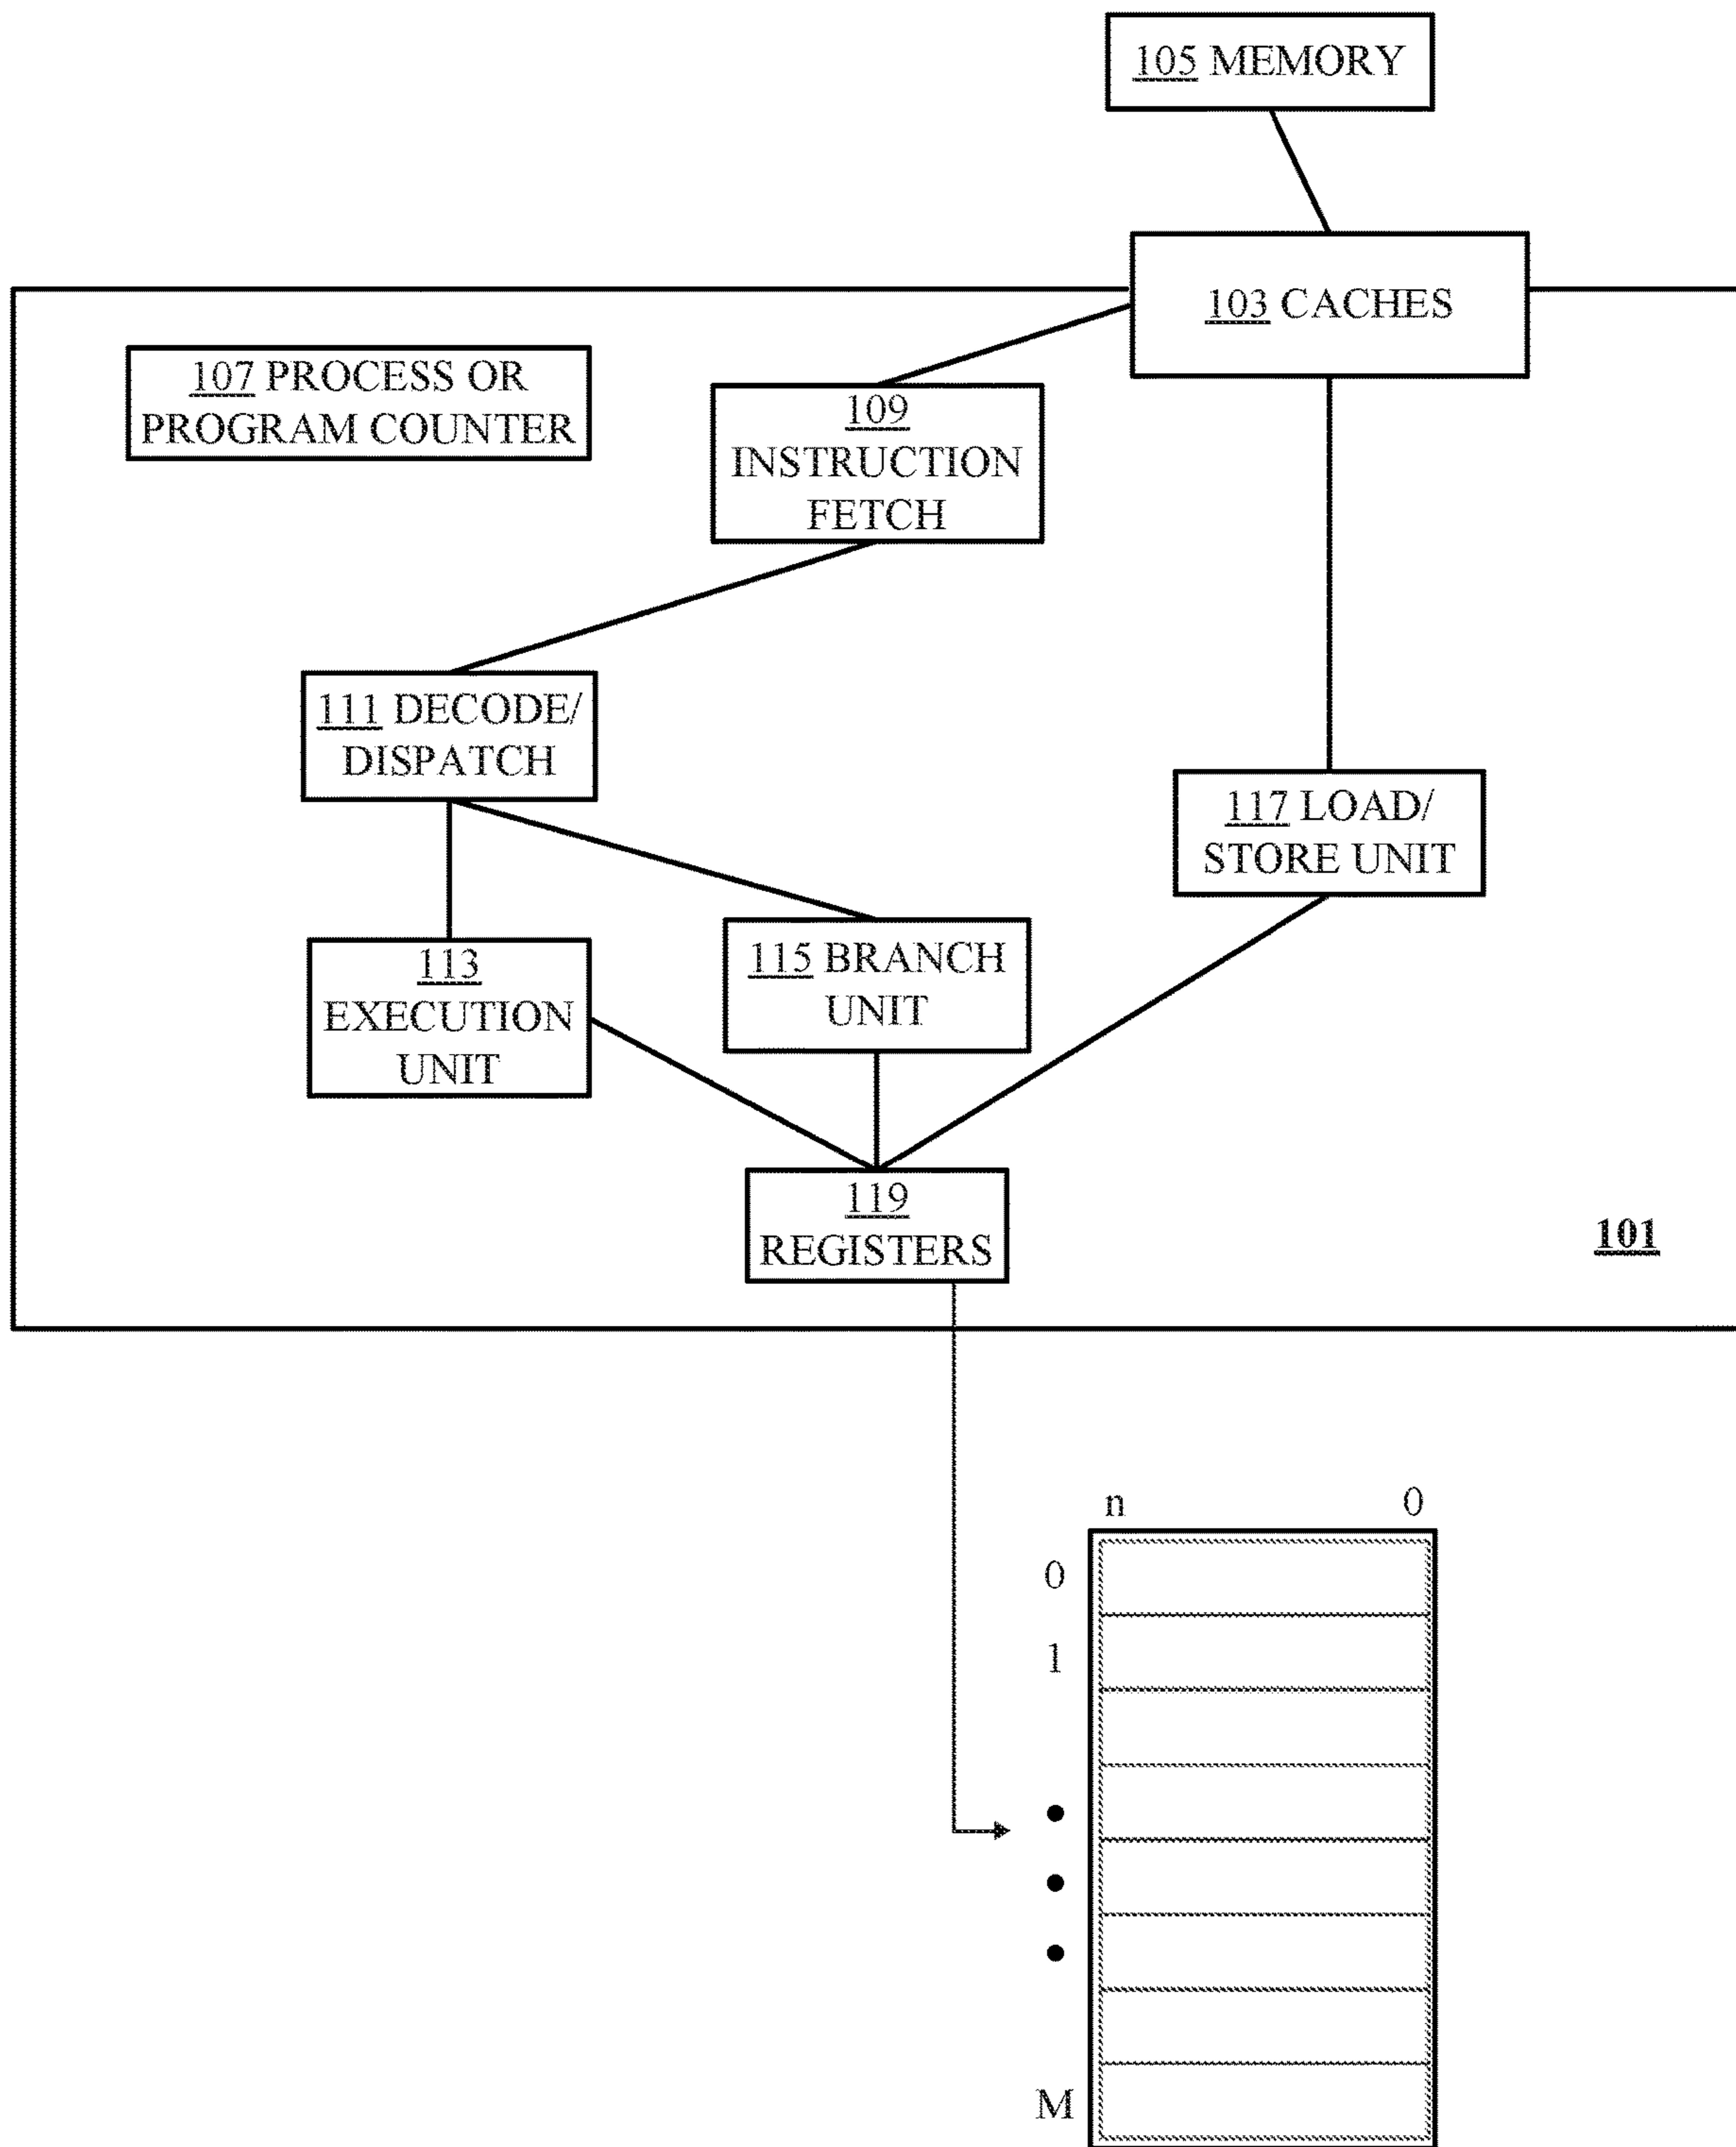 105 MEMORY
103 CACHES
107 PROCESS OR
PROGRAM COUNTER
109
INSTRUCTION
FETCH
111 DECODE/
DISPATCH
117 LOAD/
STORE UNIT
113
EXECUTION
UNIT
115 BRANCH
UNIT
119
REGISTERS
101
n 0
0
1
M